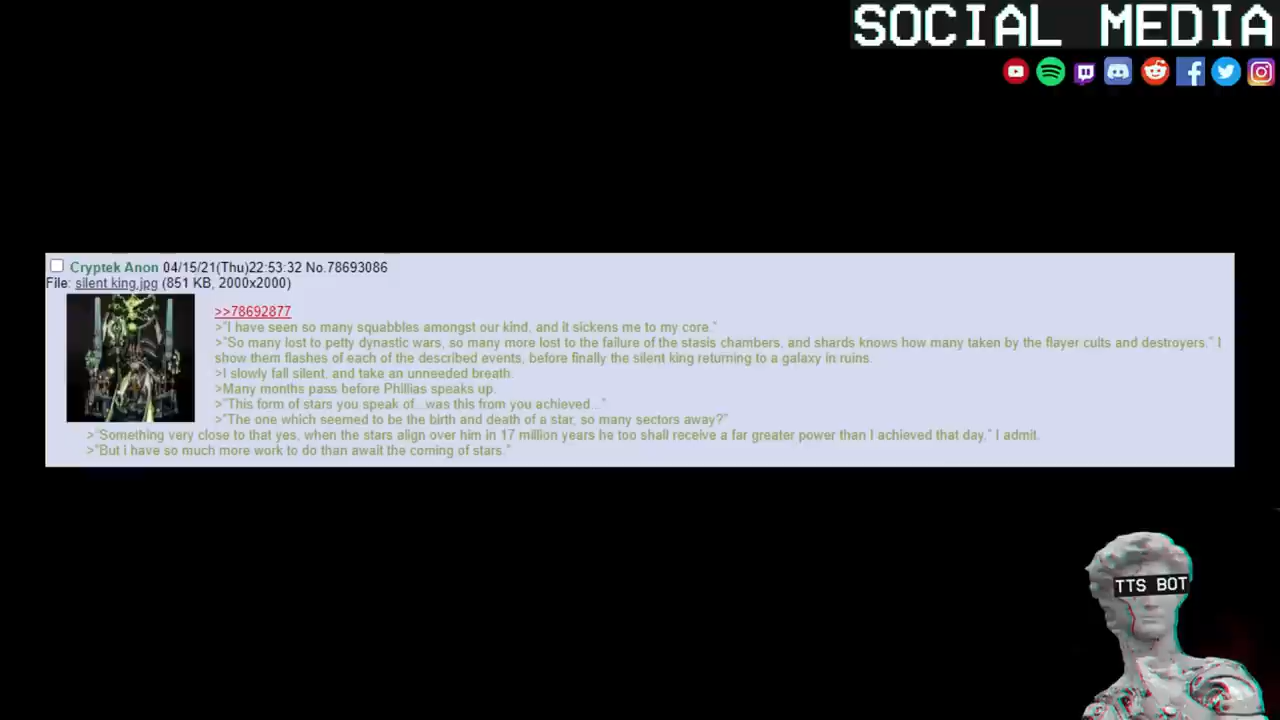 SOCIAL MEDIA
Cryptek Anon 04/15/21(Thu)22:53:32 No.78693086
File: silent king.jpg (851 KB, 2000x2000)
>>78692877
>"I have seen so many squabbles amongst our kind, and it sickens me to my core."
>"So many lost to petty dynastic wars, so many more lost to the failure of the stasis chambers, and shards knows how many taken by the flayer cults and destroyers." I
show them flashes of each of the described events, before finally the silent king returning to a galaxy in ruins.
>I slowly fall silent, and take an unneeded breath.
>Many months pass before Phillias speaks up.
>"This form of stars you speak of...was this from you achieved..."
>"The one which seemed to be the birth and death of a star, so many sectors away?"
>"Something very close to that yes, when the stars align over him in 17 million years he too shall receive a far greater power than I achieved that day." I admit.
>"But i have so much more work to do than await the coming of stars."
TTS BOT